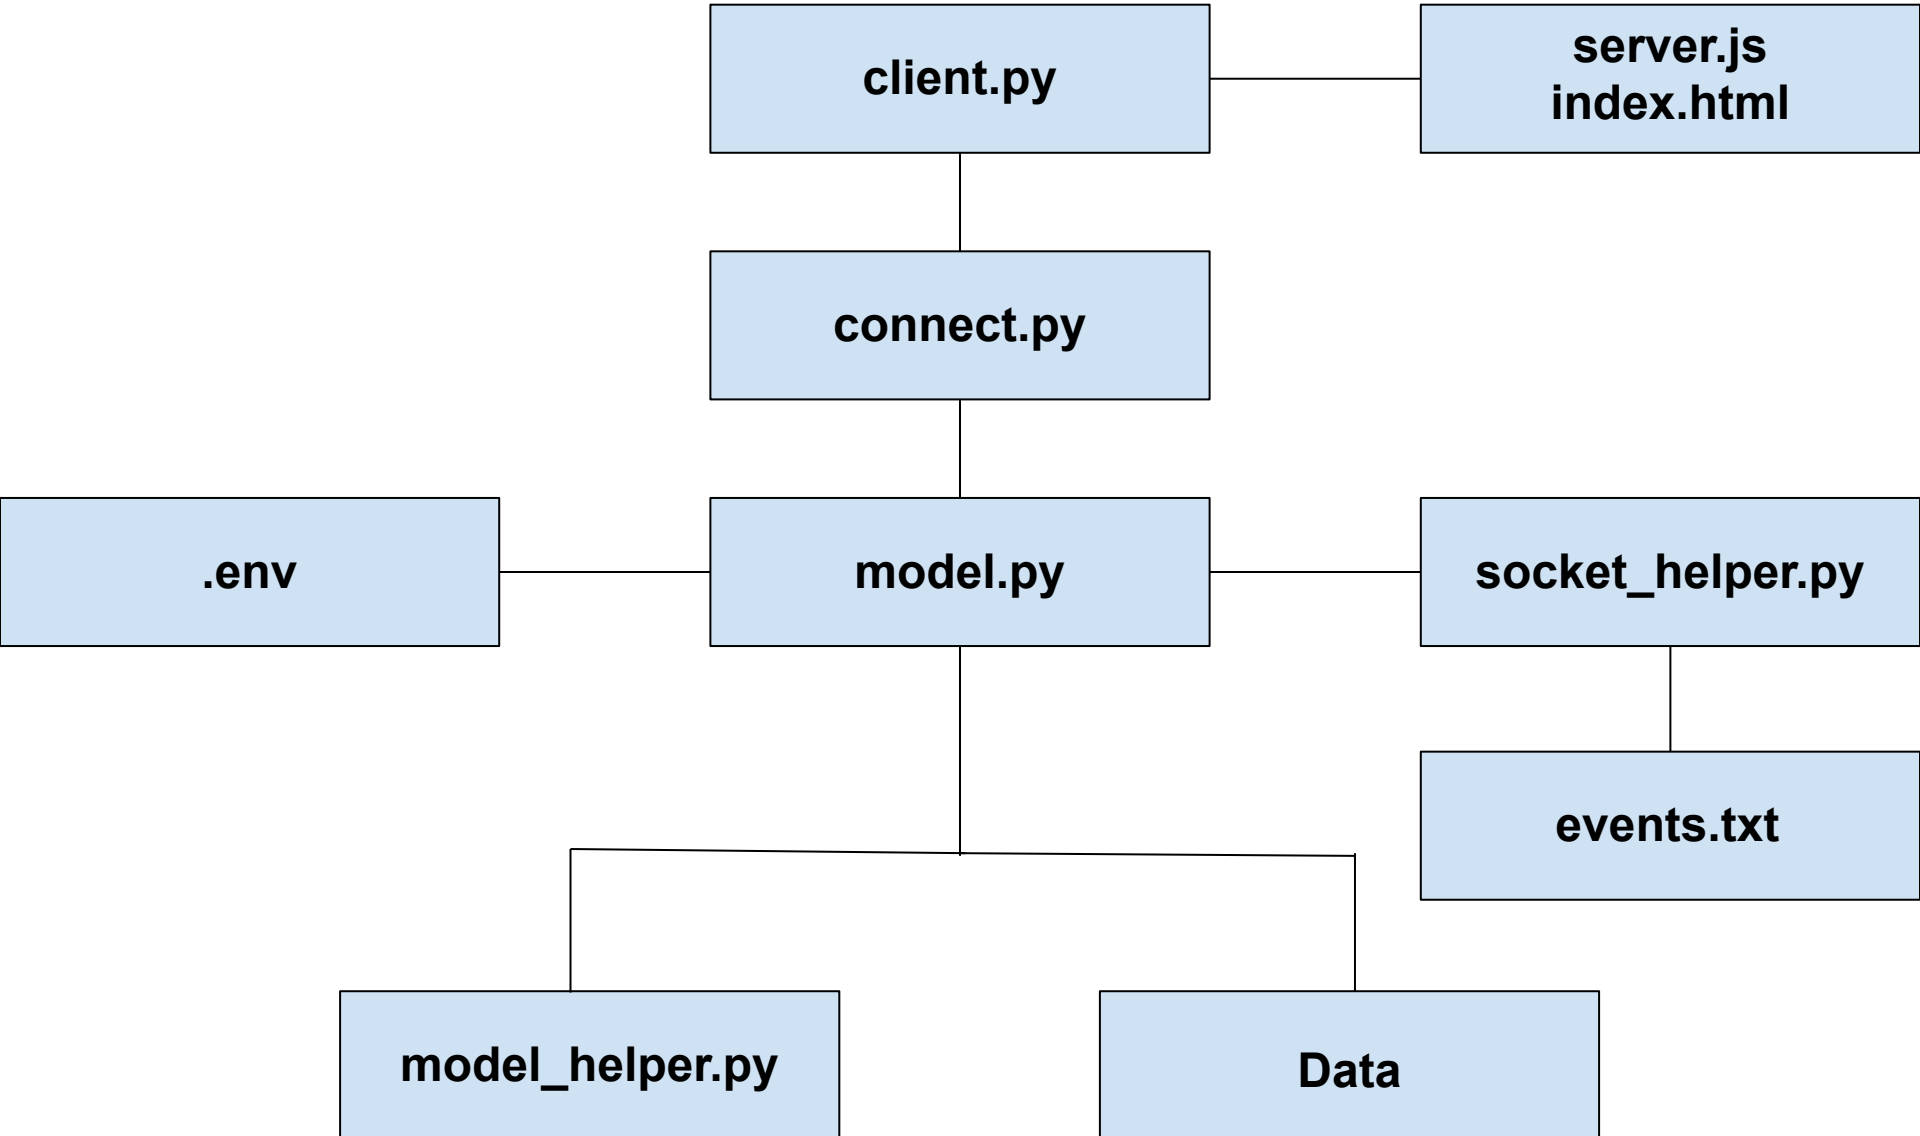 client.py
server.js
index.html
connect.py
.env
model.py
socket_helper.py
events.txt
model_helper.py
Data